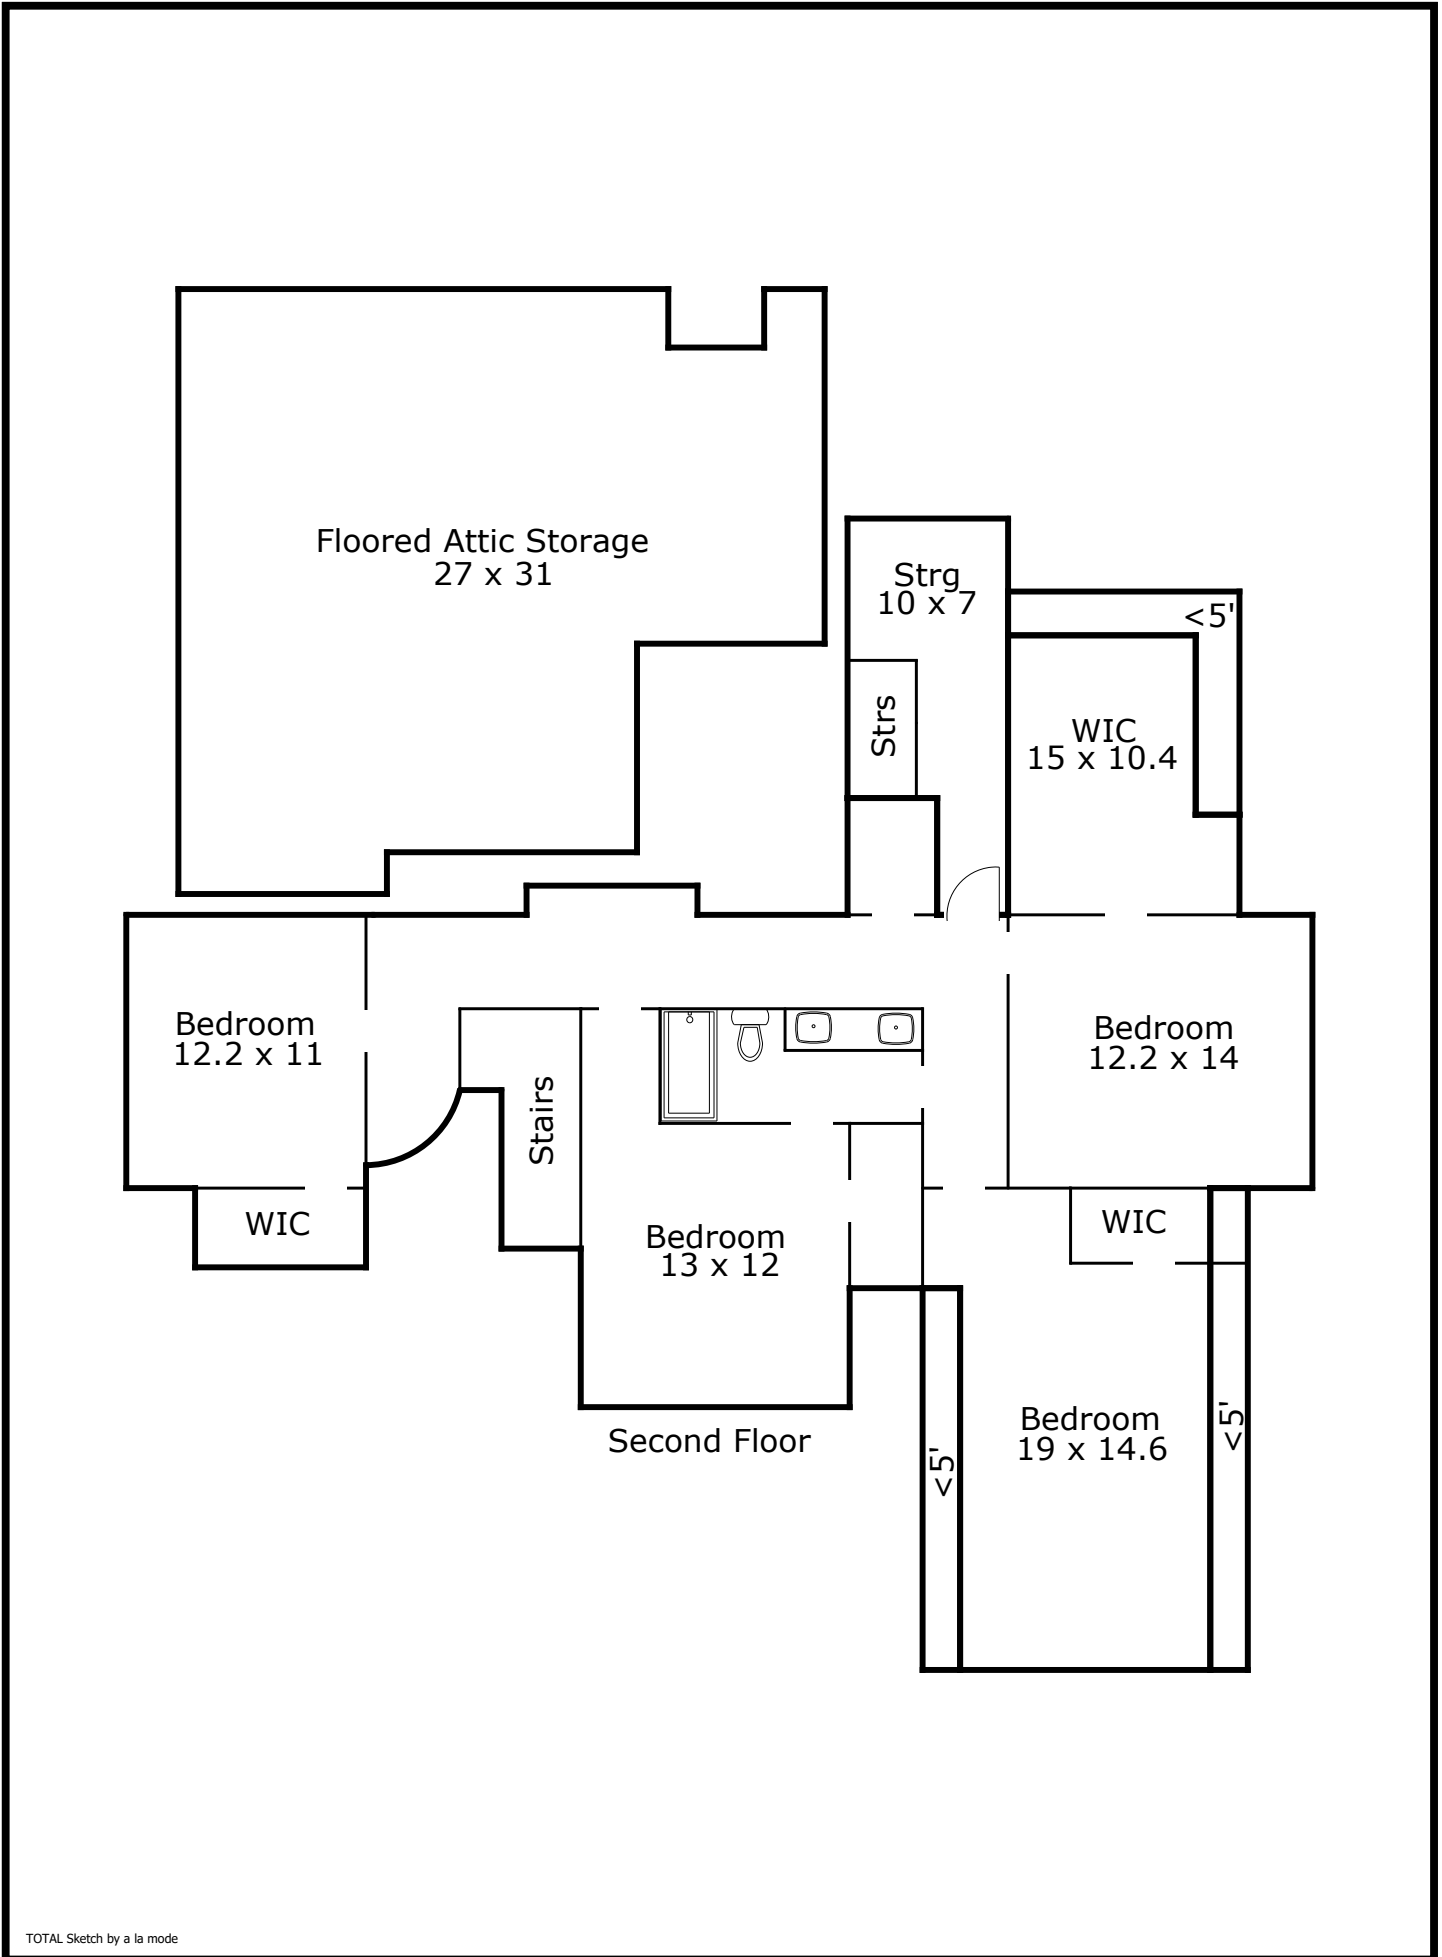 Floored Attic Storage
27 x 31
Strg
10 x 7
<5'
Strs
WIC
15 x 10.4
Bedroom
12.2 x 11
Bedroom
12.2 x 14
Stairs
WIC
WIC
Bedroom
13 x 12
Second Floor
Bedroom
19 x 14.6
<5'
<5'
TOTAL Sketch by a la mode